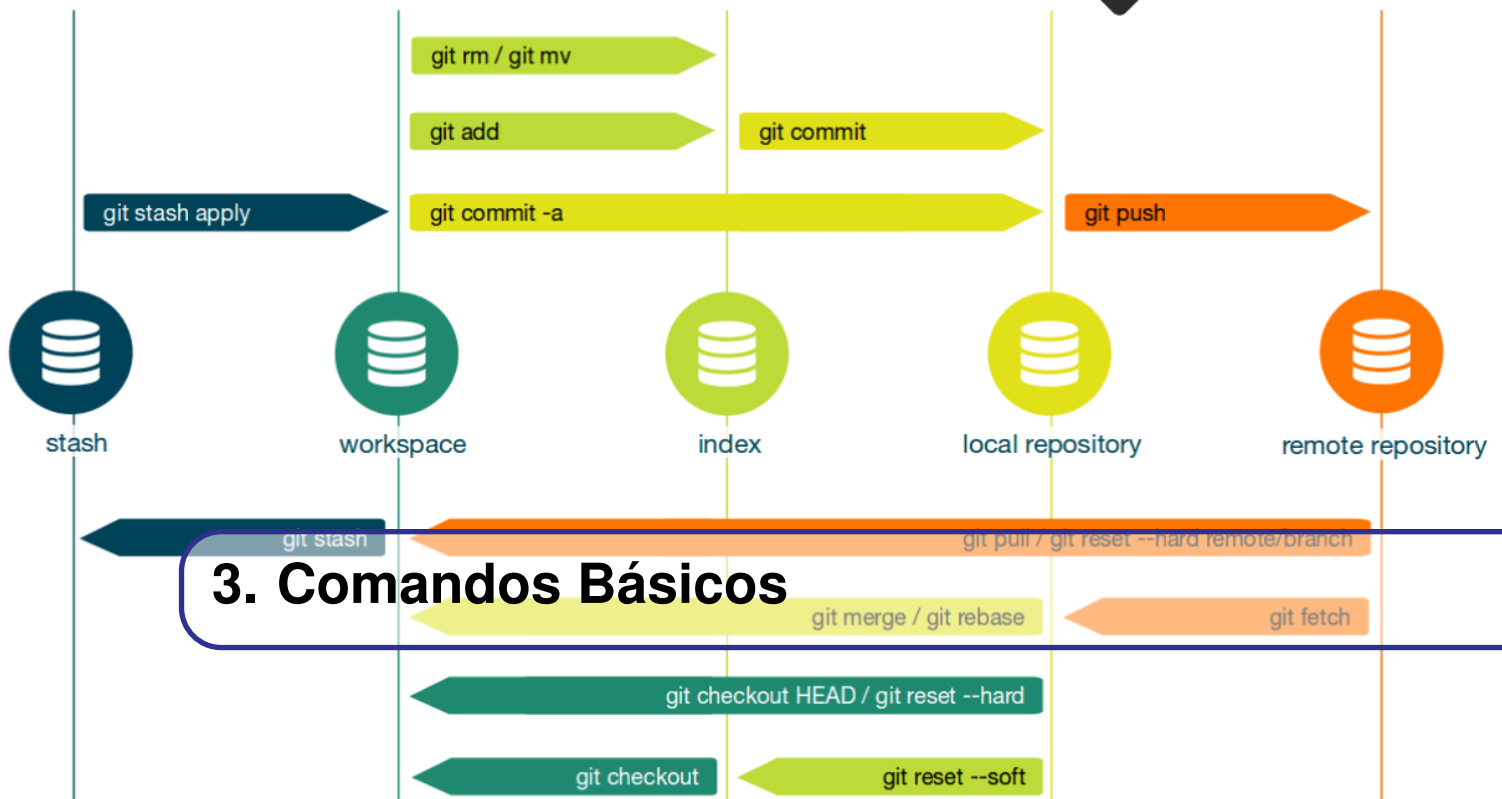 git rm / git mv
git add
git commit
git stash apply
git commit -a
git push
stash
workspace
index
local repository
remote repository
git stash
git pull / git reset --hard remote/branch
3. Comandos Básicos
git merge / git rebase
git fetch
git checkout HEAD / git reset --hard
git checkout
git reset --soft